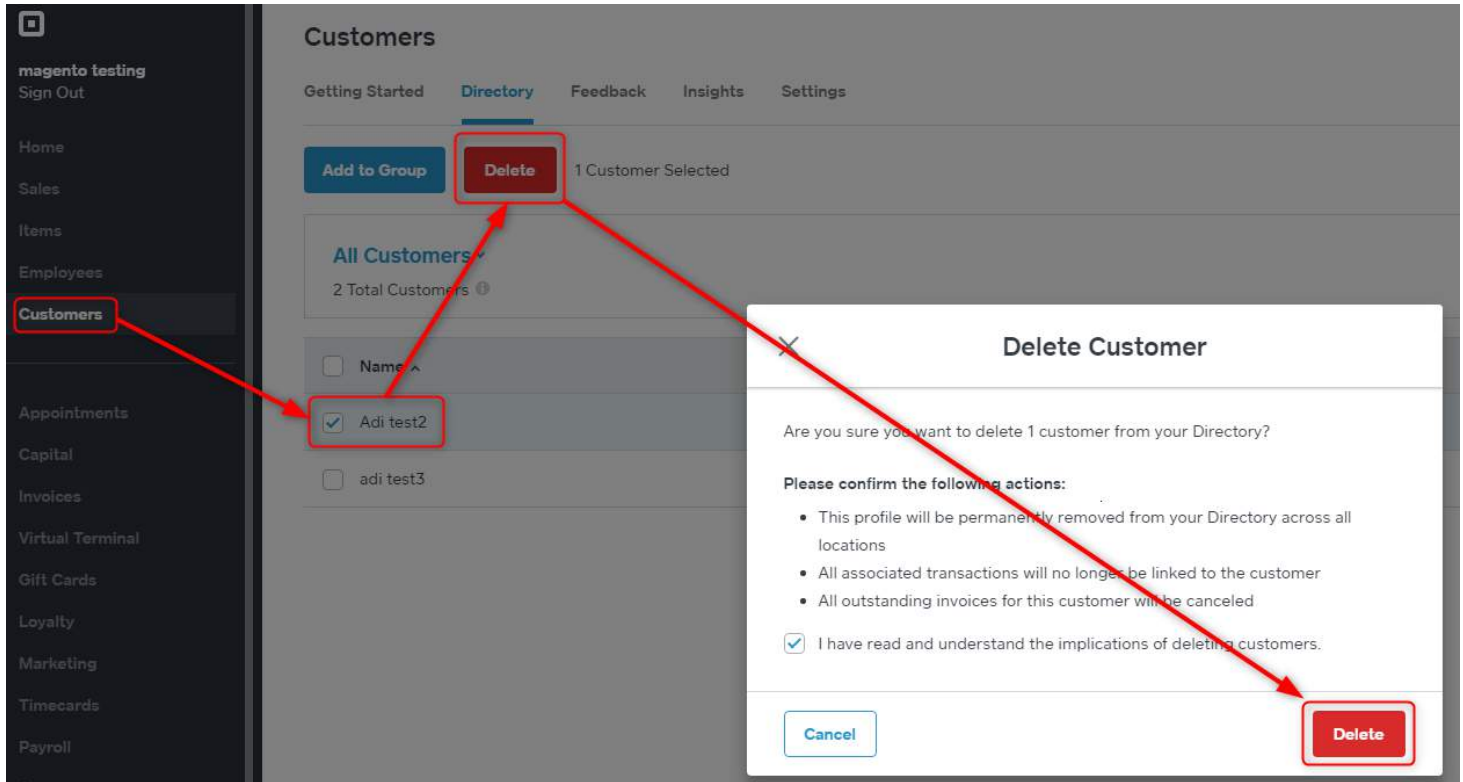 magento testing
Sign Out
Home
Sales
Items
Employees
Customers
Appointments
Capital
Invoices
Virtual Terminal
Gift Cards
Loyalty
Marketing
Timecards
Payroll
Customers
Getting Started Directory Feedback Insights Settings
Add to Group Delete 1 Customer Selected
All Customers
2 Total Customers
Name
Adi test2
adi test3
Delete Customer
Are you sure you want to delete 1 customer from your Directory?
Please confirm the following actions:
• This profile will be permanently removed from your Directory across all
locations
• All associated transactions will no longer be linked to the customer
• All outstanding invoices for this customer will be canceled
I have read and understand the implications of deleting customers.
Cancel Delete